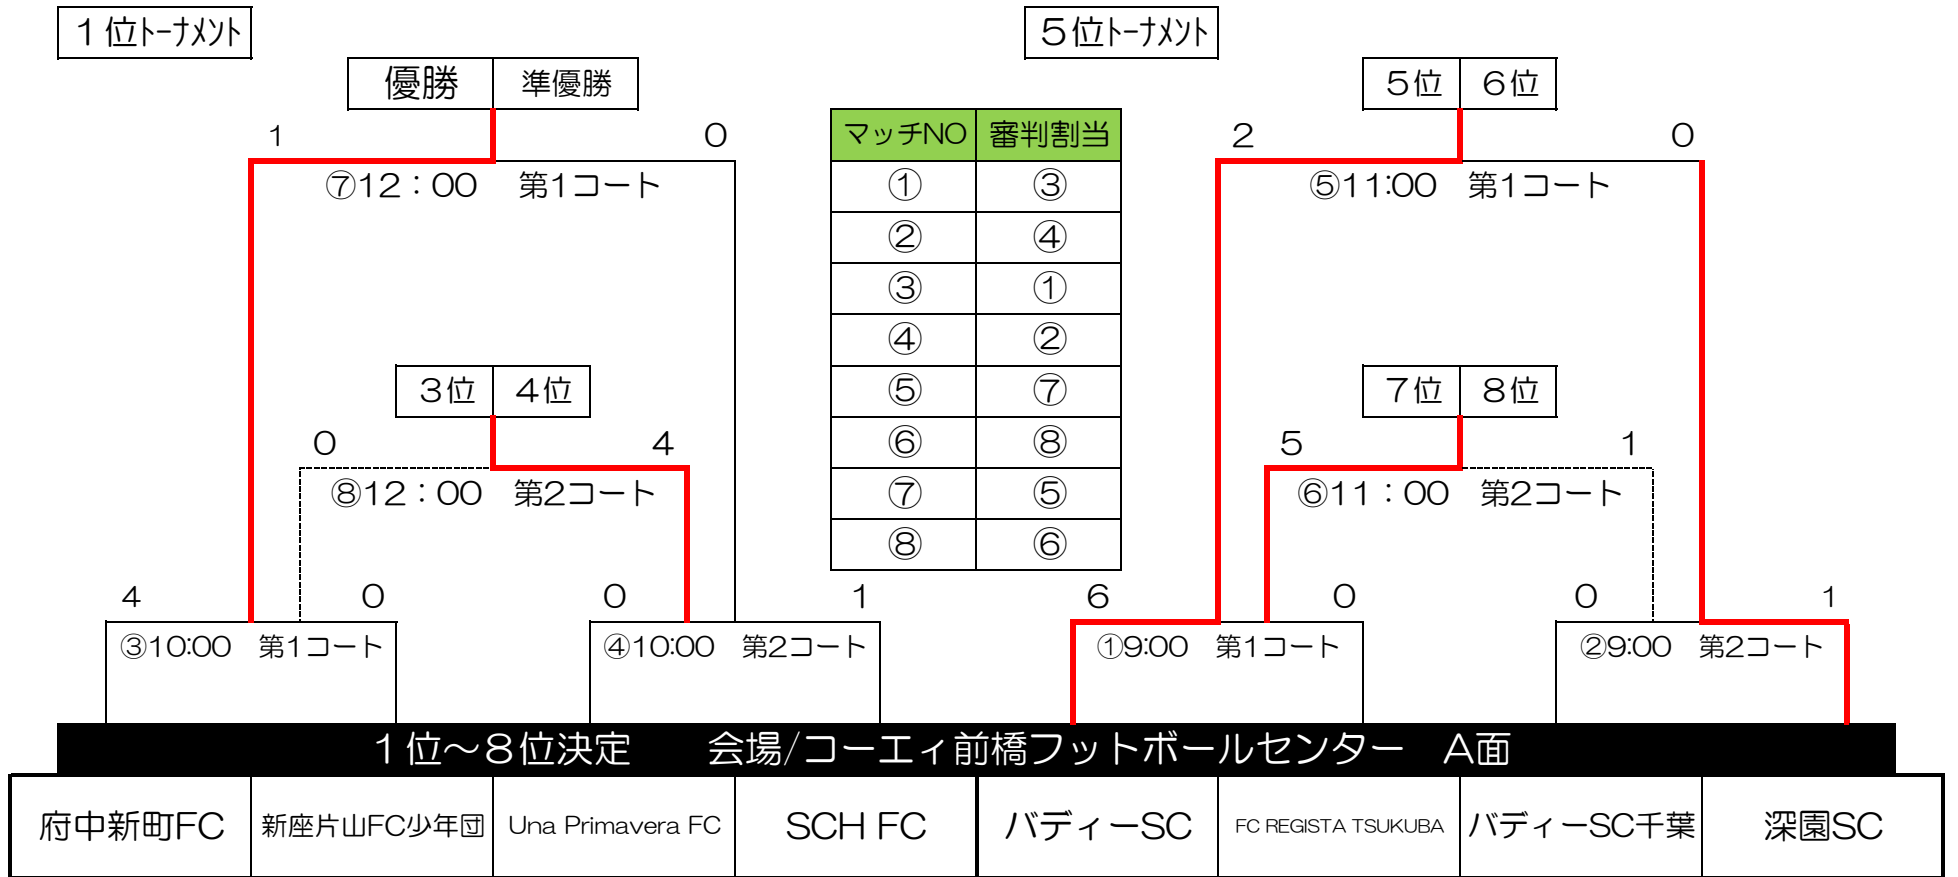 １位トーナメント
５位トーナメント
優勝 準優勝
５位 ６位
1 0
マッチNO 審判割当
2 0
⑦12：00 第1コート
① ③
⑤11:00 第1コート
② ④
③ ①
④ ②
３位 ４位
⑤ ⑦
７位 ８位
0 4
⑥ ⑧
5 1
⑧12：00 第2コート
⑦ ⑤
⑥11：00 第2コート
⑧ ⑥
4 0 0 1 6 0 0 1
③10:00 第1コート
④10:00 第2コート
①9:00 第1コート
②9:00 第2コート
１位～８位決定 会場/コーエィ前橋フットボールセンター A面
府中新町FC 新座片山FC少年団 Una Primavera FC SCH FC バディーSC FC REGISTA TSUKUBA バディーSC千葉 深園SC